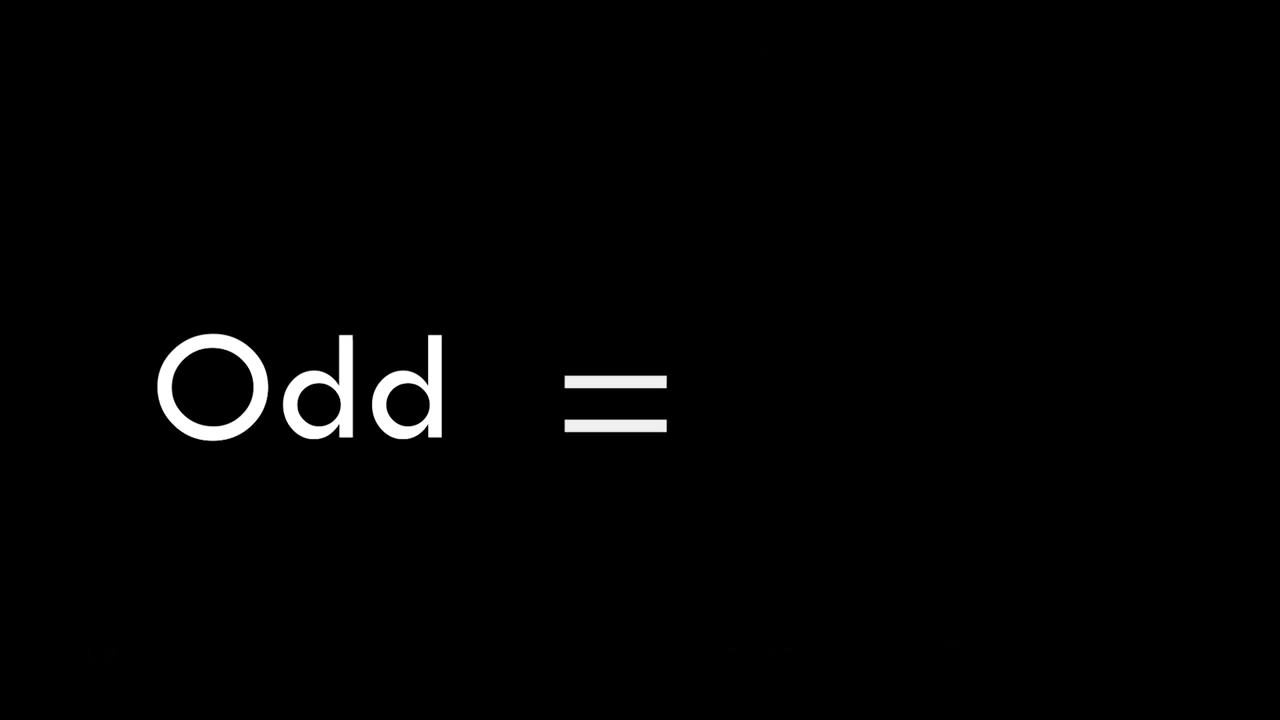 Odd =